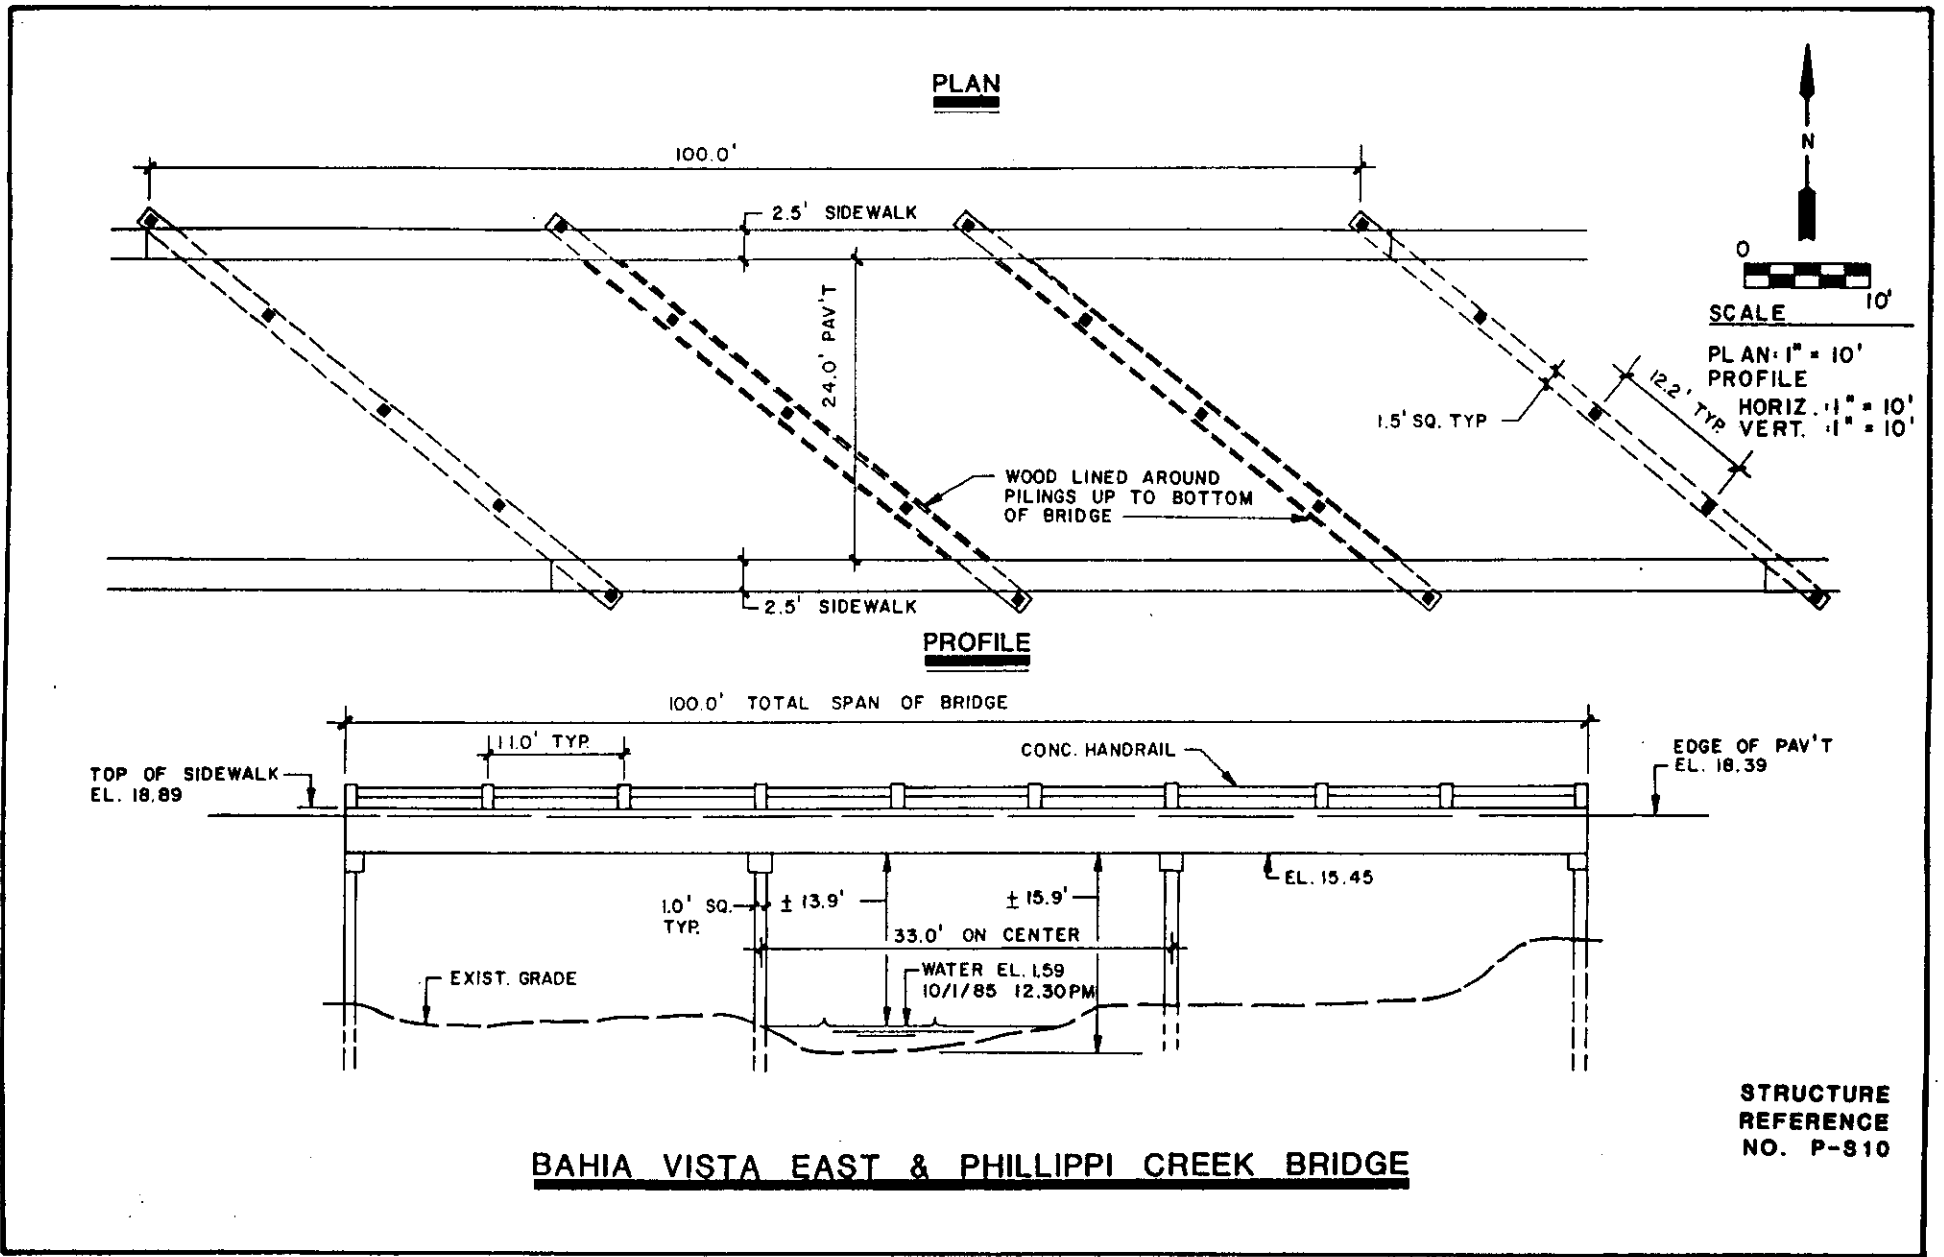 PLAN
100.0'
2.5' SIDEWALK
N
0
10'
SCALE
PLAN: 1" = 10'
PROFILE
HORIZ. : 1" = 10'
VERT. : 1" = 10'
24.0' PAV'T
12.2' TYP.
1.5' SQ. TYP
WOOD LINED AROUND
PILINGS UP TO BOTTOM
OF BRIDGE
2.5' SIDEWALK
PROFILE
100.0' TOTAL SPAN OF BRIDGE
11.0' TYP.
CONC. HANDRAIL
EDGE OF PAV'T
EL. 18.39
TOP OF SIDEWALK
EL. 18.89
EL. 15.45
1.0' SQ.
TYP.
± 13.9'
± 15.9'
33.0' ON CENTER
WATER EL. 1.59
10/1/85 12.30PM
EXIST. GRADE
STRUCTURE
REFERENCE
NO. P-S10
BAHIA VISTA EAST & PHILLIPPI CREEK BRIDGE